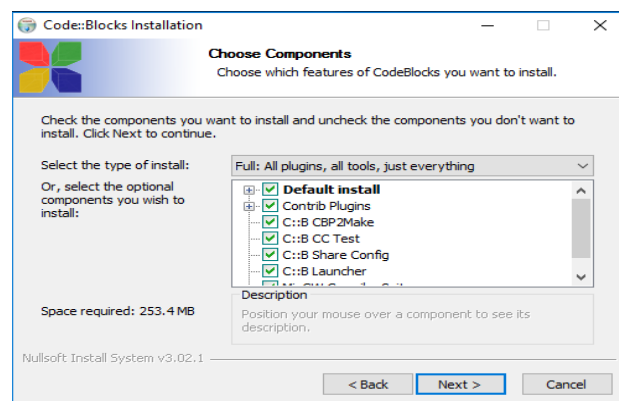 Code::Blocks Installation
Choose Components
Choose which features of CodeBlocks you want to install.
Check the components you want to install and uncheck the components you don't want to
install. Click Next to continue.
Select the type of install:
Full: All plugins, all tools, just everything
Or, select the optional
components you wish to
install:
Default install
Contrib Plugins
C::B CBP2Make
C::B CC Test
C::B Share Config
C::B Launcher
Space required: 253.4 MB
Description
Position your mouse over a component to see its
description.
Nullsoft Install System v3.02.1
< Back
Next >
Cancel